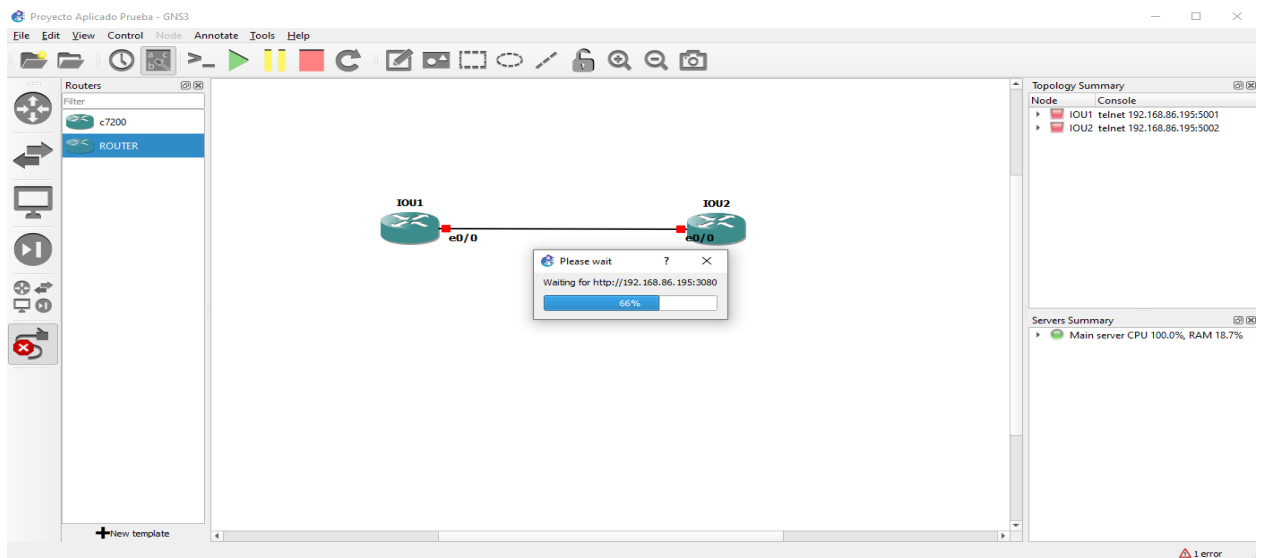 Proyecto Aplicado Prueba - GNS3
File Edit View Control Node Annotate Tools Help
Routers
Filter
c7200
ROUTER
New template
IOU1
IOU2
e0/0
e0/0
Please wait ?
Waiting for http://192.168.86.195:3080
66%
Topology Summary
Node Console
IOU1 telnet 192.168.86.195:5001
IOU2 telnet 192.168.86.195:5002
Servers Summary
Main server CPU 100.0%, RAM 18.7%
1 error